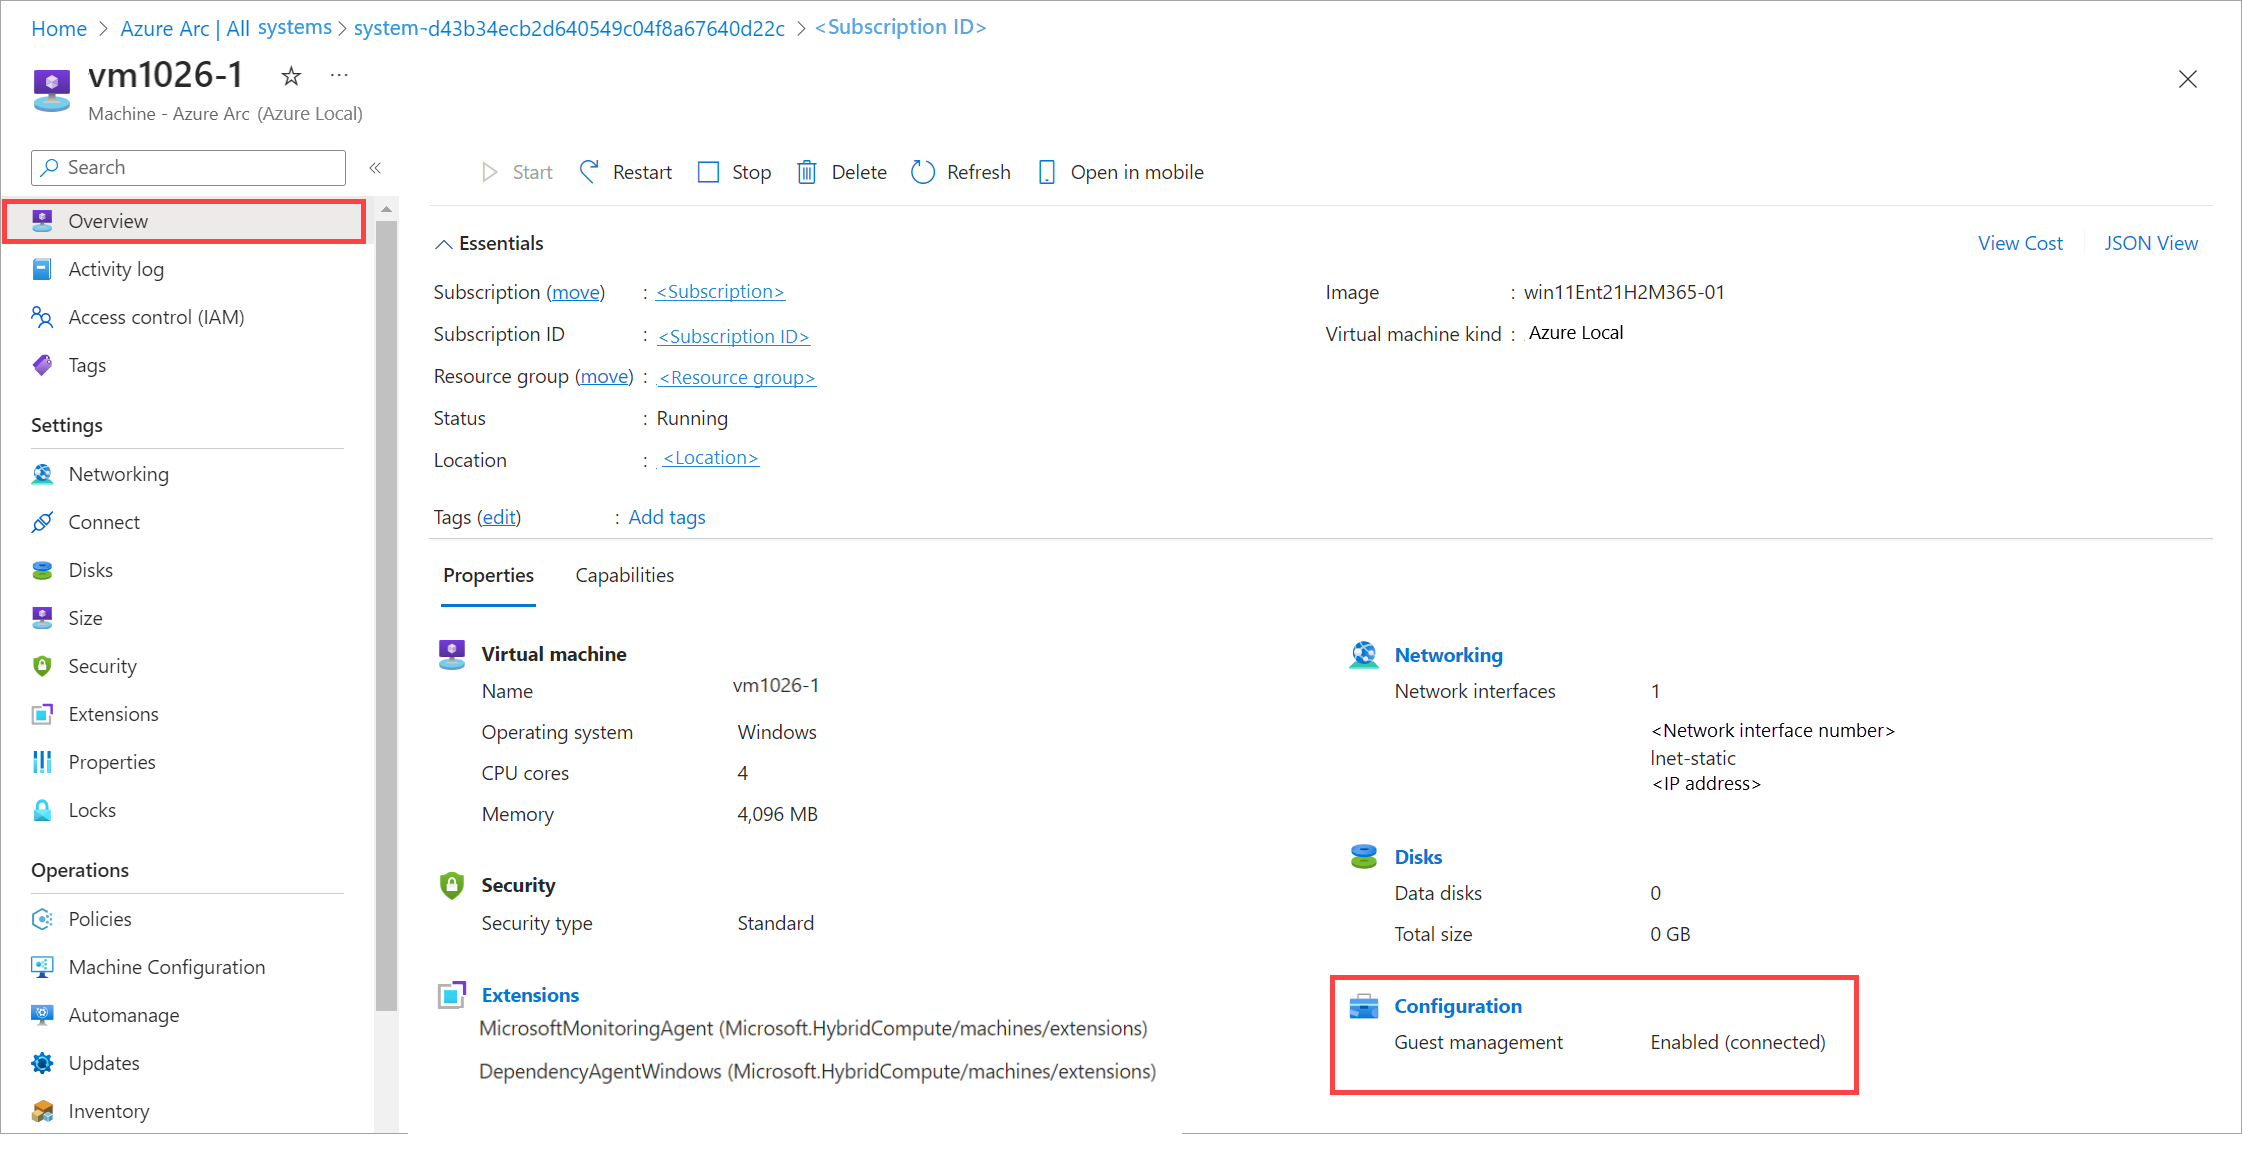 Home > Azure Arc | All systems > system-d43b34ecb2d640549c04f8a67640d22c > <Subscription ID>
vm1026-1 ...
Machine - Azure Arc (Azure Local)
Search «
Start Restart Stop Delete Refresh Open in mobile
Overview
Activity log
Access control (IAM)
Tags
Settings
Networking
Connect
Disks
Size
Security
Extensions
Properties
Locks
Operations
Policies
Machine Configuration
Automanage
Updates
Inventory
Essentials View Cost JSON View
Subscription (move) : <Subscription>
Subscription ID : <Subscription ID>
Resource group (move) : <Resource group>
Status : Running
Location : <Location>
Image : win11Ent21H2M365-01
Virtual machine kind : Azure Local
Tags (edit) : Add tags
Properties Capabilities
Virtual machine
Name vm1026-1
Operating system Windows
CPU cores 4
Memory 4,096 MB
Security
Security type Standard
Extensions
MicrosoftMonitoringAgent (Microsoft.HybridCompute/machines/extensions)
DependencyAgentWindows (Microsoft.HybridCompute/machines/extensions)
Networking
Network interfaces 1
<Network interface number>
lnet-static
<IP address>
Disks
Data disks 0
Total size 0 GB
Configuration
Guest management Enabled (connected)